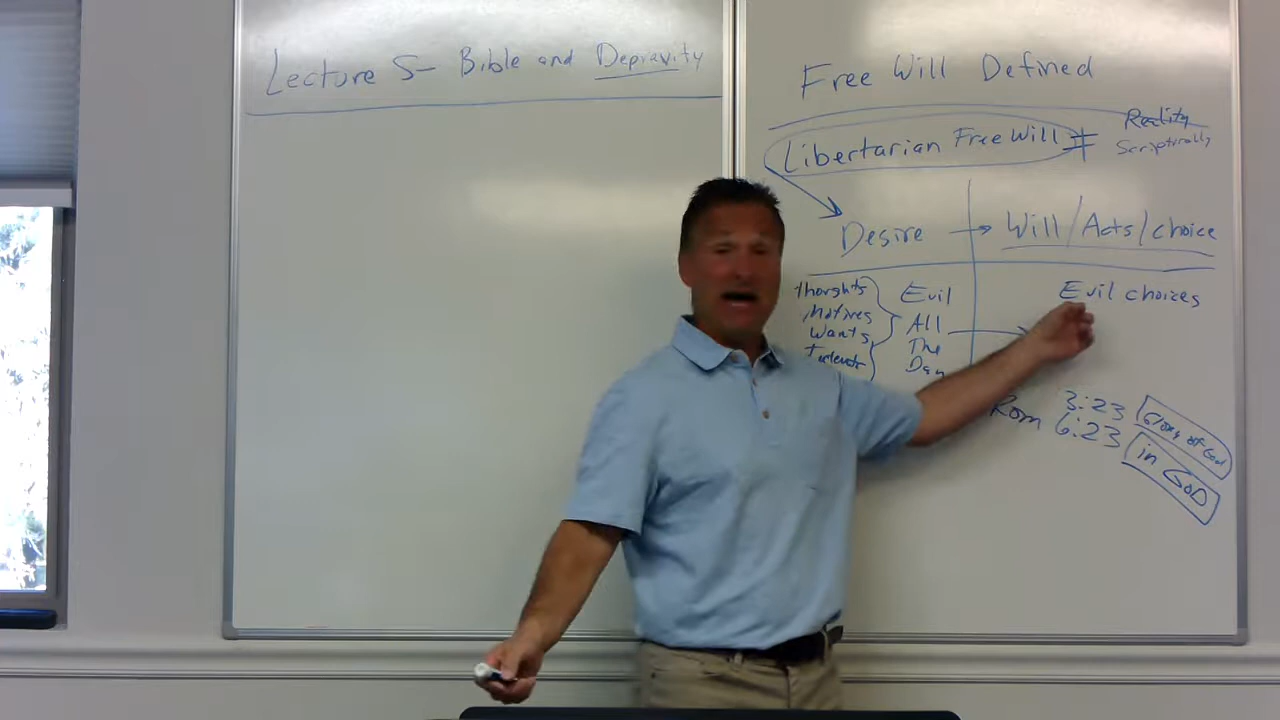 Lecture 5- Bible and Depravity
Free Will Defined
Libertarian Free Will ≠ Reality
Scripturally
Desire → Will/Acts/choice
Thoughts
Motives
Wants
Evil
All
The
Day
Evil choices
Rom 3:23 Glory of God
6:23 in GOD